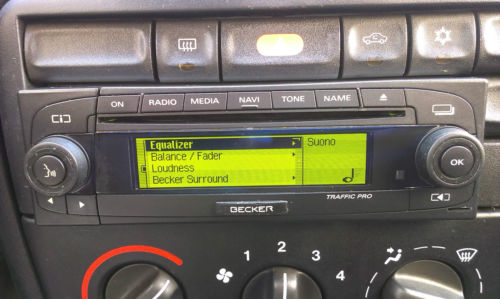 ON RADIO MEDIA NAVI TONE NAME
Equalizer
Balance / Fader
Loudness
Becker Surround
Suono
OK
BECKER
TRAFFIC PRO
1 2 3 4